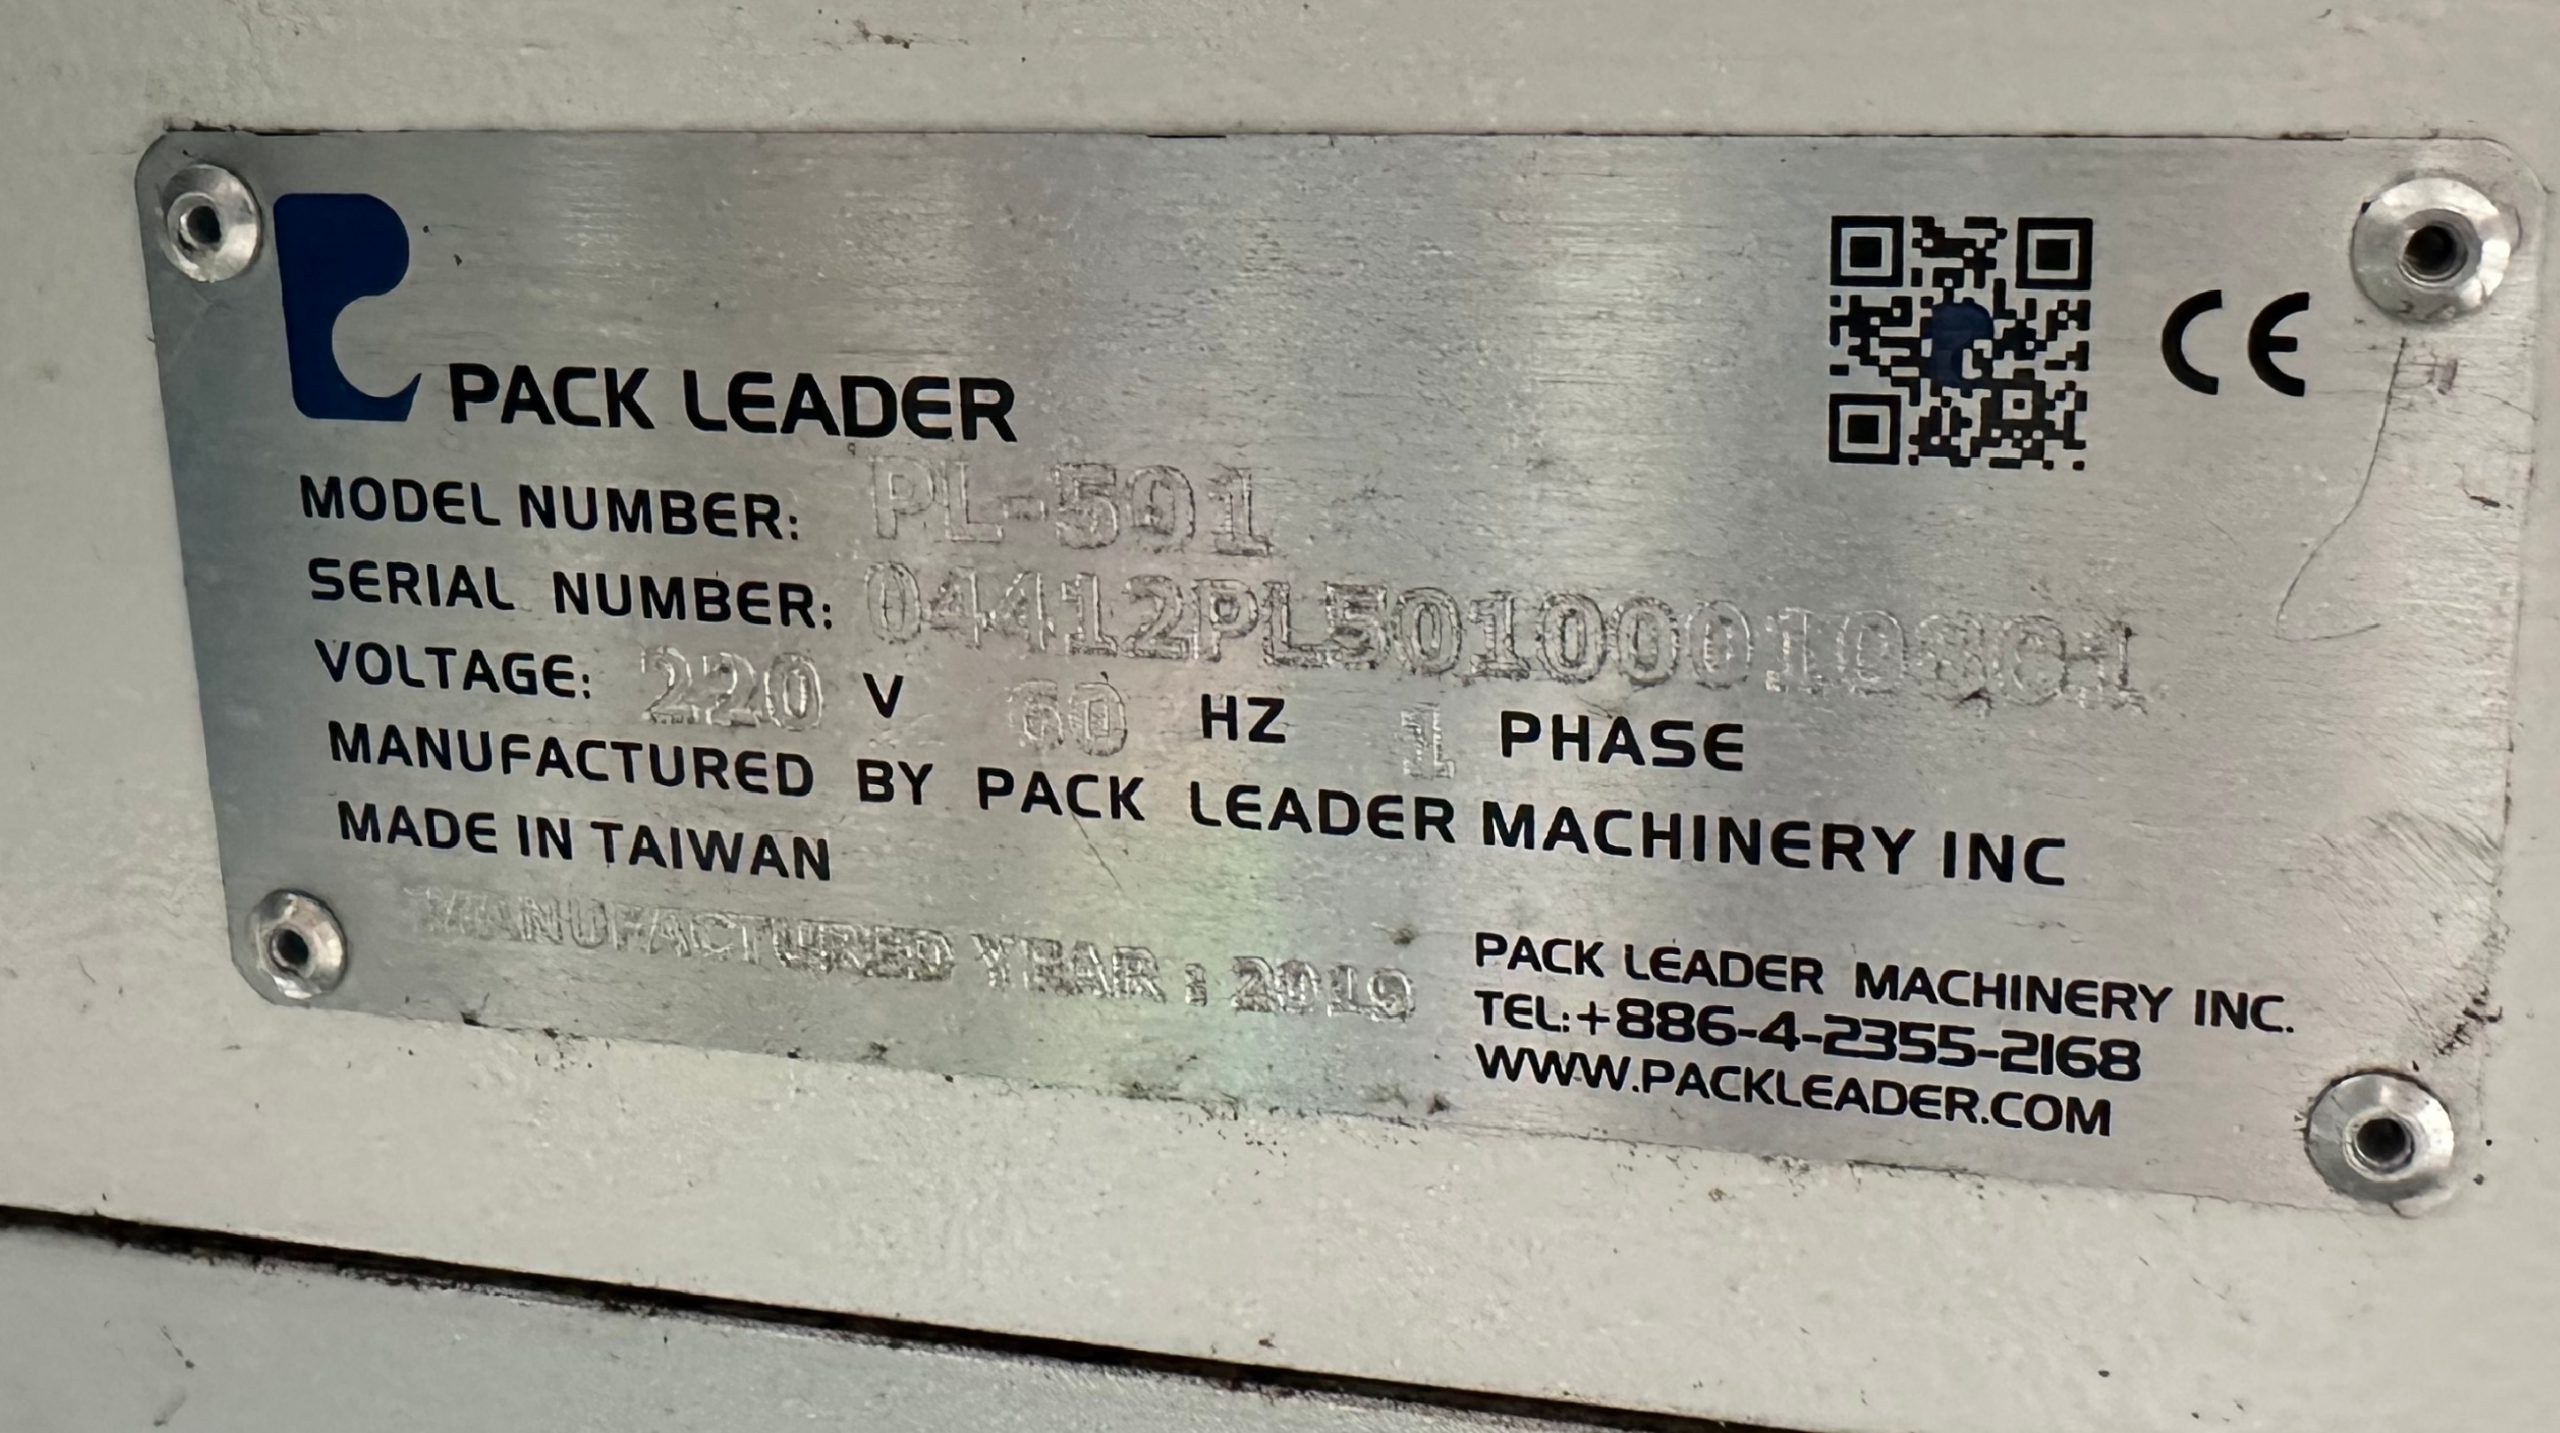 PACK LEADER
CE
MODEL NUMBER: PL-501
SERIAL NUMBER:
VOLTAGE: 220 V 60 HZ 1 PHASE
MANUFACTURED BY PACK LEADER MACHINERY INC
MADE IN TAIWAN
MANUFACTURED YEAR : 2019
PACK LEADER MACHINERY INC.
TEL:+886-4-2355-2168
WWW.PACKLEADER.COM